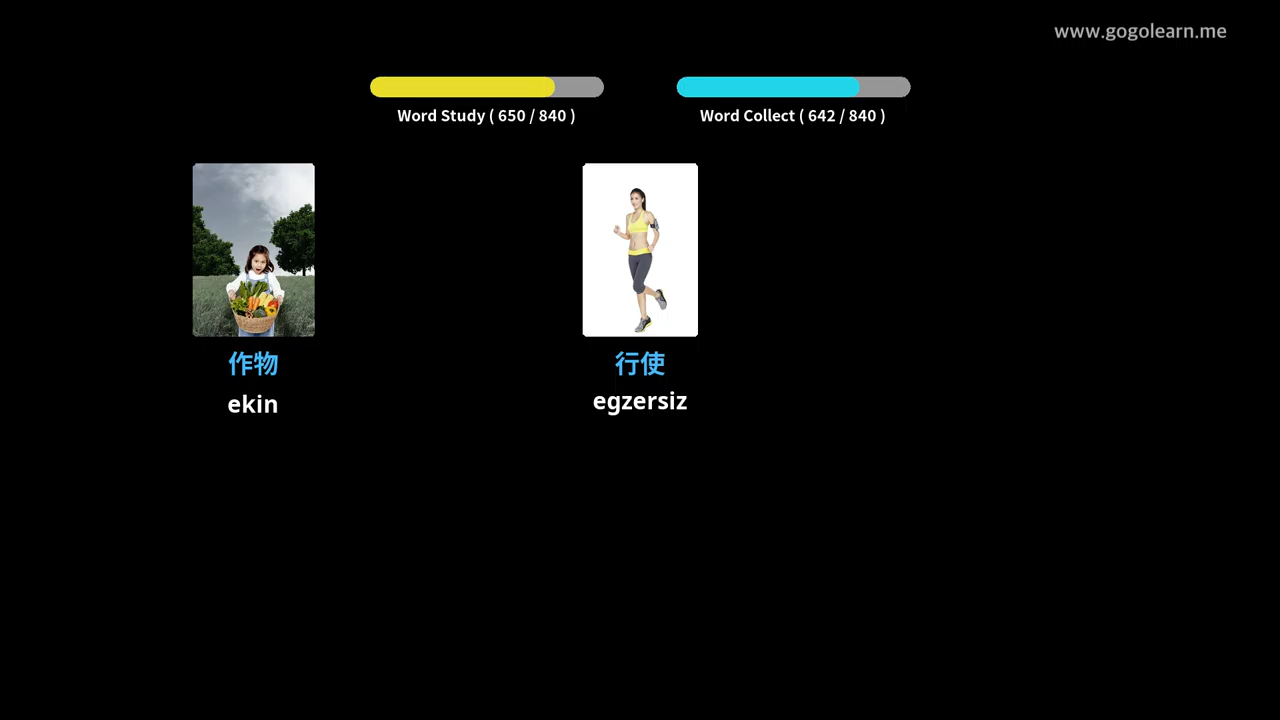 www.gogolearn.me
Word Study ( 650 / 840 )
Word Collect ( 642 / 840 )
作物
ekin
行使
egzersiz